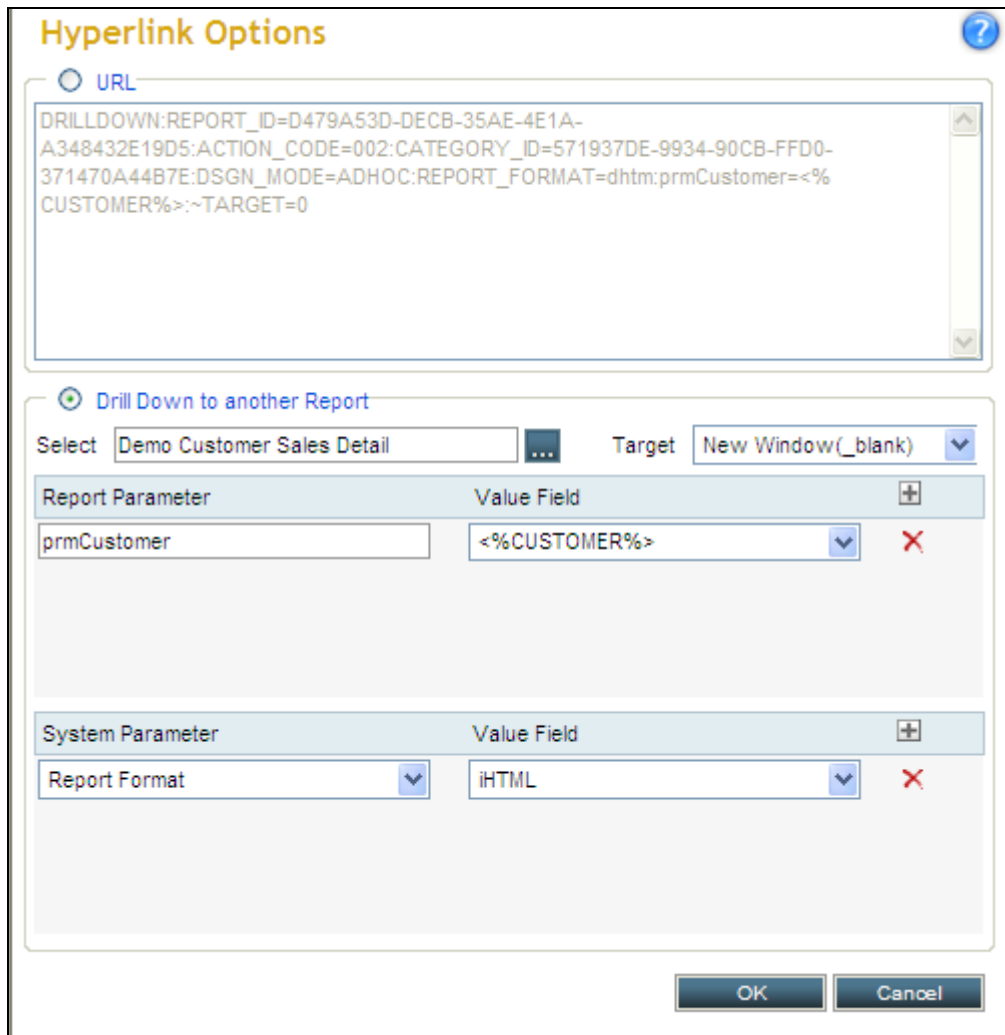 Hyperlink Options
?
URL
DRILLDOWN:REPORT_ID=D479A53D-DECB-35AE-4E1A-
A348432E19D5:ACTION_CODE=002:CATEGORY_ID=571937DE-9934-90CB-FFD0-
371470A44B7E:DSGN_MODE=ADHOC:REPORT_FORMAT=dhtm:prmCustomer=<%
CUSTOMER%>:~TARGET=0
Drill Down to another Report
Select Demo Customer Sales Detail ... Target New Window(_blank)
Report Parameter Value Field
prmCustomer <%CUSTOMER%>
System Parameter Value Field
Report Format iHTML
OK Cancel